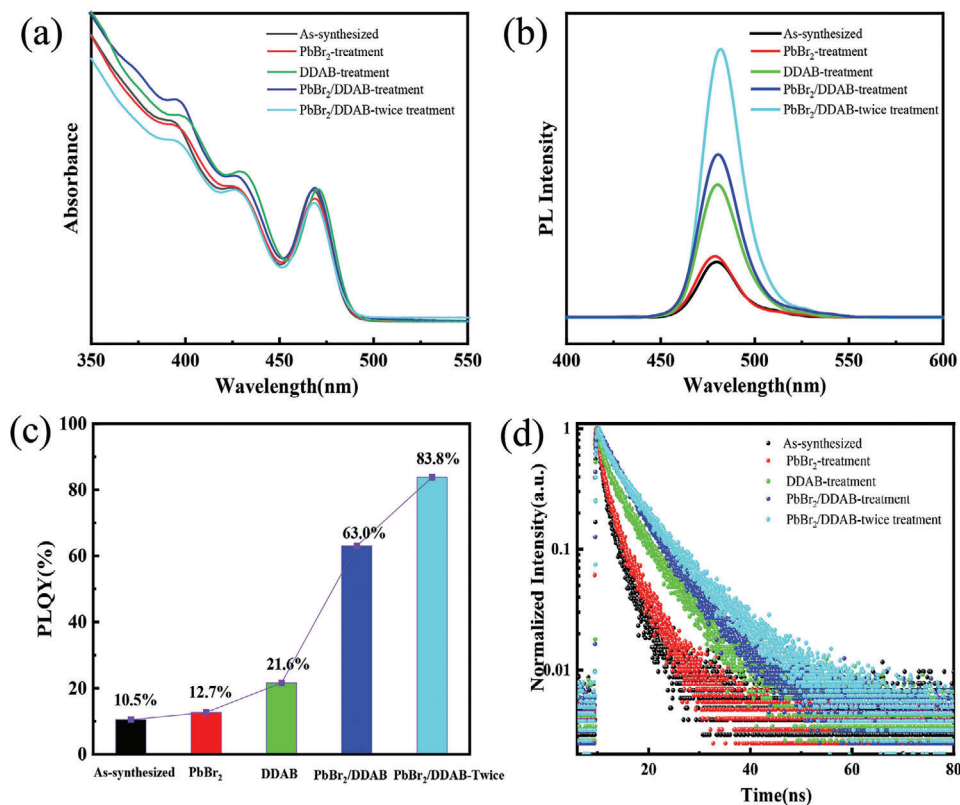 (a)
As-synthesized
PbBr₂-treatment
DDAB-treatment
PbBr₂/DDAB-treatment
PbBr₂/DDAB-twice treatment
Absorbance
350 400 450 500 550
Wavelength(nm)
(b)
As-synthesized
PbBr₂-treatment
DDAB-treatment
PbBr₂/DDAB-treatment
PbBr₂/DDAB-twice treatment
PL Intensity
400 450 500 550 600
Wavelength(nm)
(c)
100
80
60
40
20
0
PLQY(%)
10.5%
12.7%
21.6%
63.0%
83.8%
As-synthesized PbBr₂ DDAB PbBr₂/DDAB PbBr₂/DDAB-Twice
(d)
As-synthesized
PbBr₂-treatment
DDAB-treatment
PbBr₂/DDAB-treatment
PbBr₂/DDAB-twice treatment
1
0.1
0.01
Normalized Intensity(a.u.)
20 40 60 80
Time(ns)